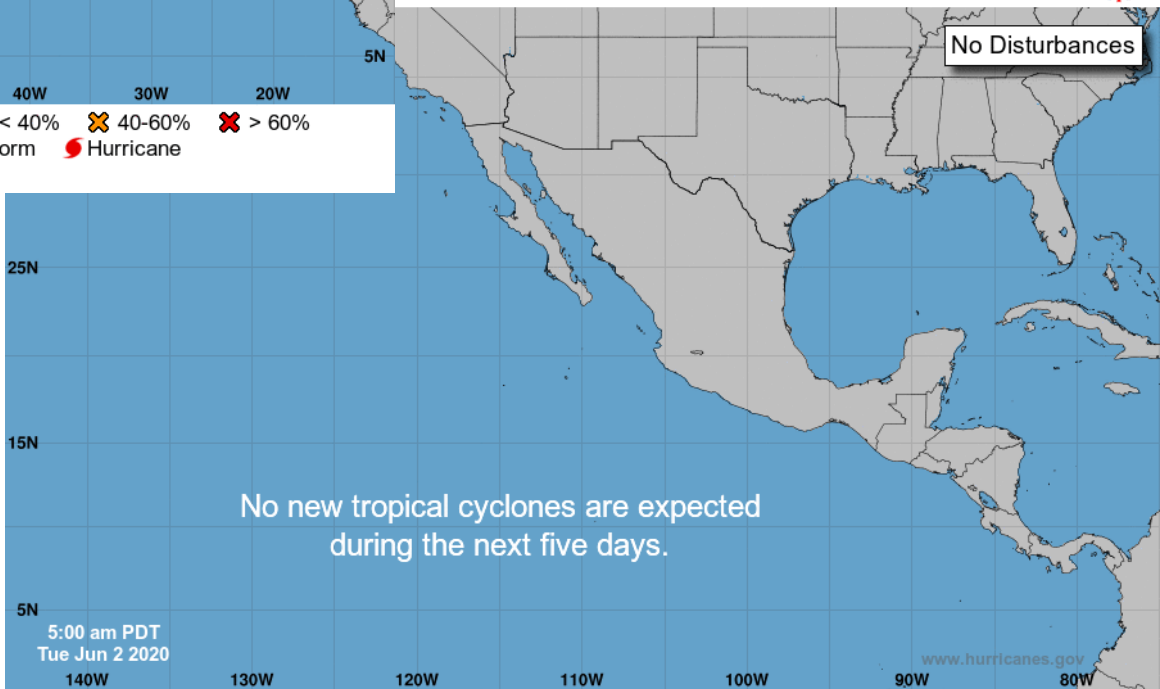 No Disturbances
5N
40W 30W 20W
< 40% 40-60% > 60%
orm Hurricane
25N
15N
No new tropical cyclones are expected
during the next five days.
5N
5:00 am PDT
Tue Jun 2 2020
www.hurricanes.gov
140W 130W 120W 110W 100W 90W 80W